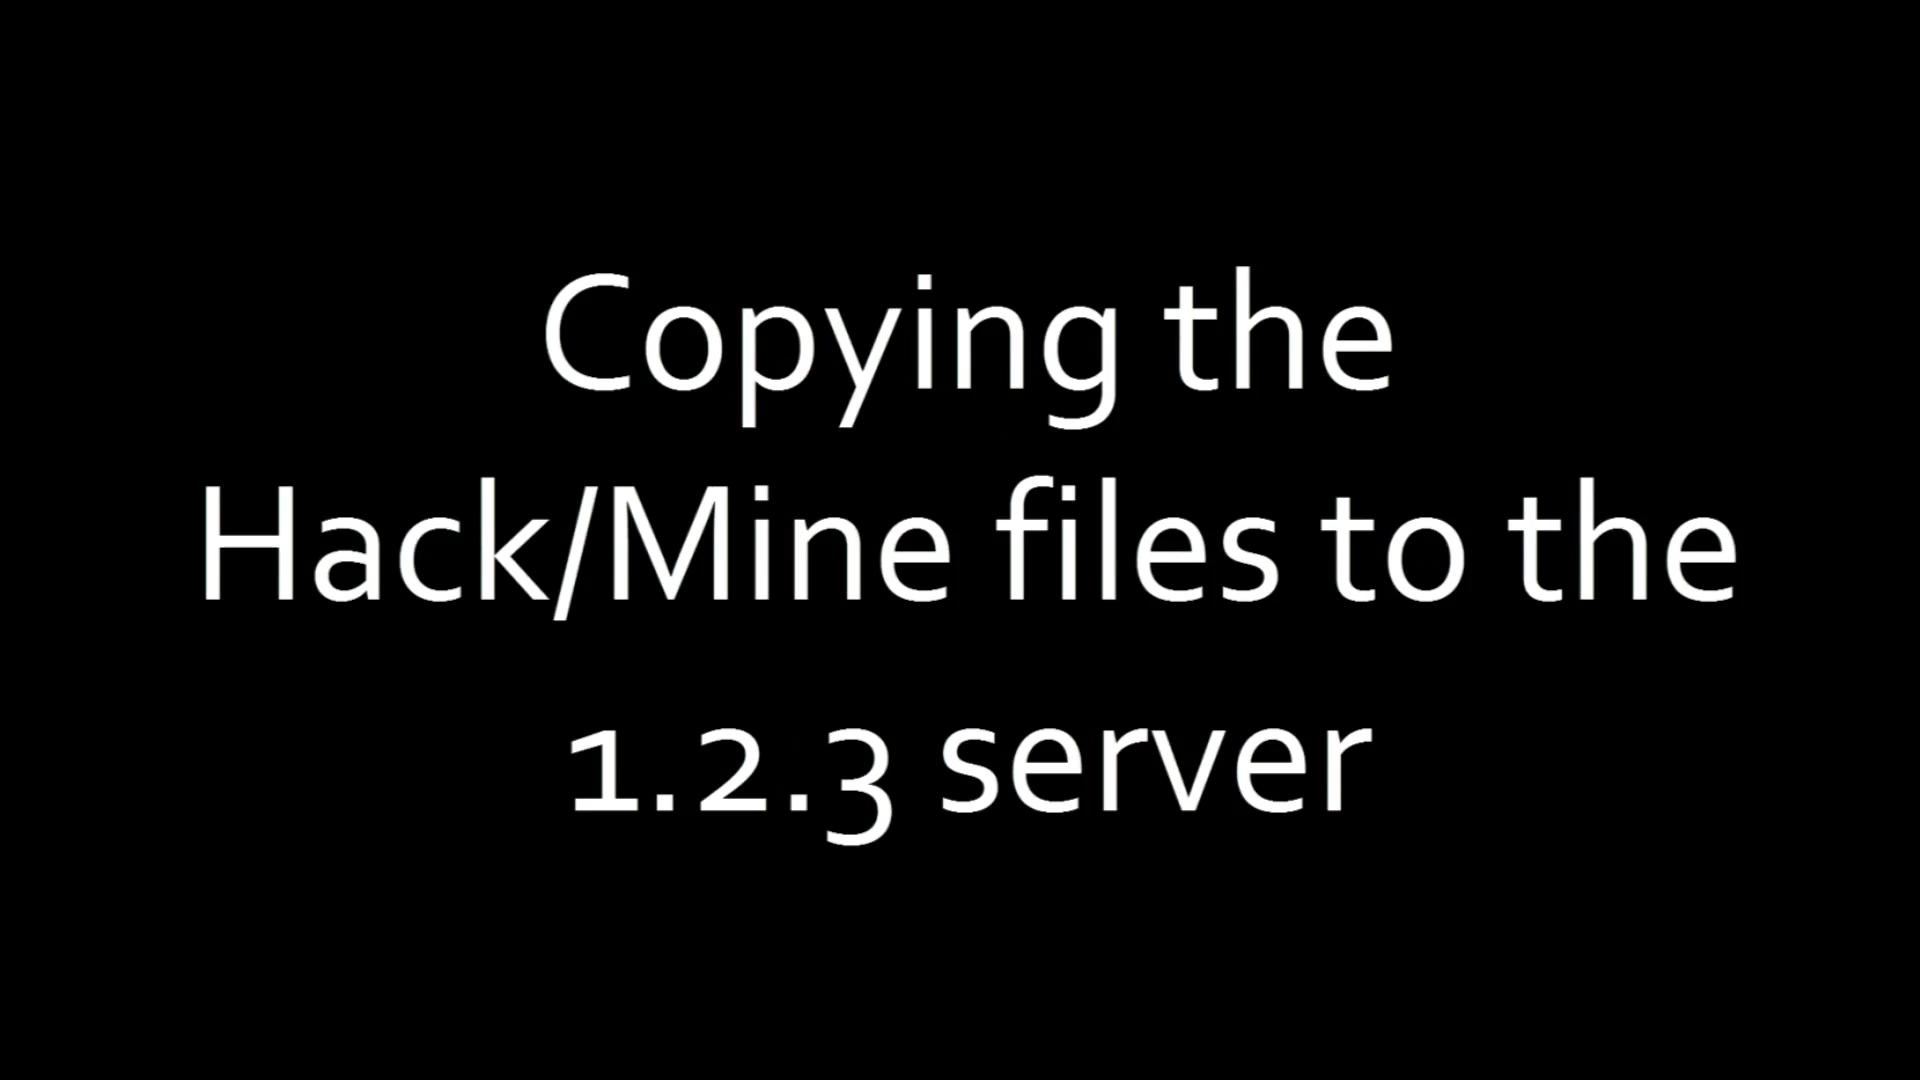 Copying the
Hack/Mine files to the
1.2.3 server